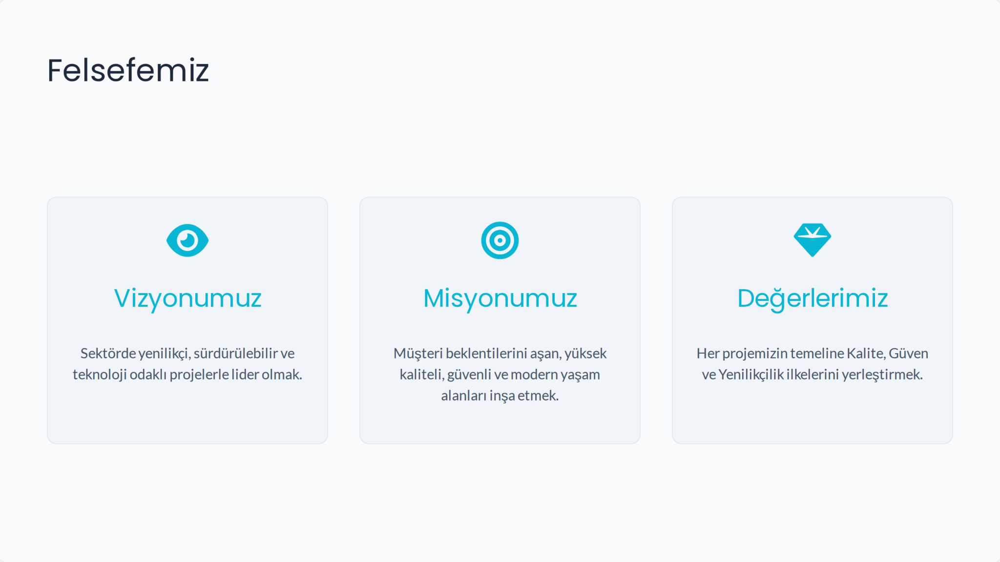 Felsefemiz
Vizyonumuz
Sektörde yenilikçi, sürdürülebilir ve
teknoloji odaklı projelerle lider olmak.
Misyonumuz
Müşteri beklentilerini aşan, yüksek
kaliteli, güvenli ve modern yaşam
alanları inşa etmek.
Değerlerimiz
Her projemizin temeline Kalite, Güven
ve Yenilikçilik ilkelerini yerleştirmek.